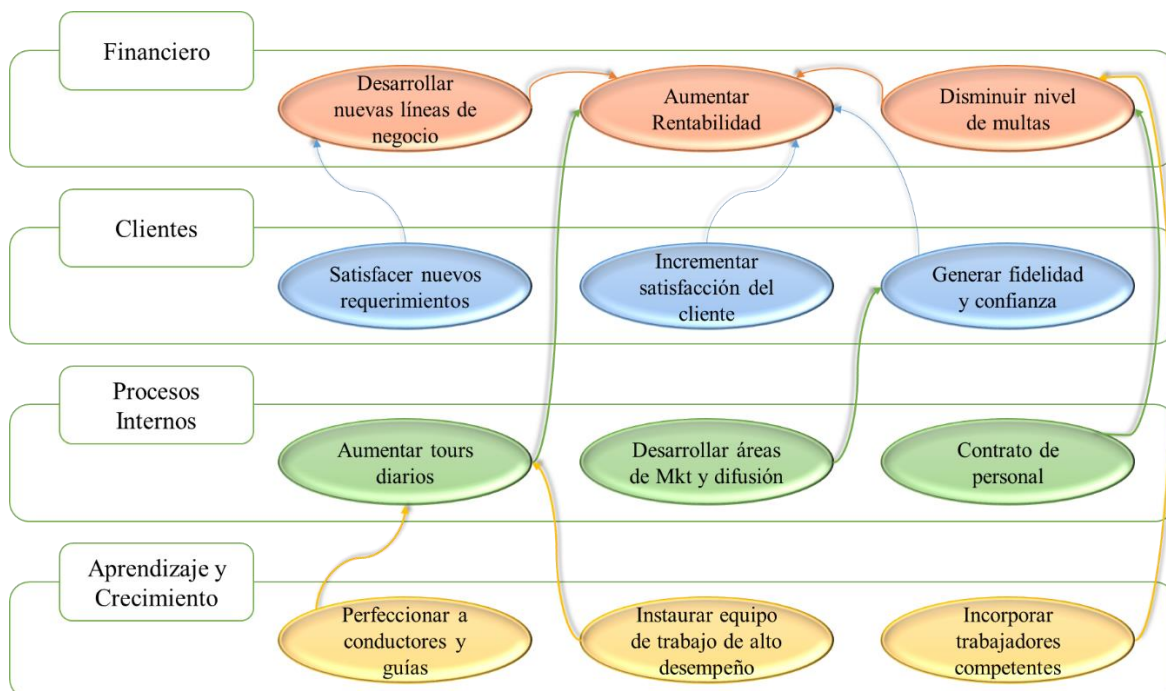 Financiero
Desarrollar
nuevas líneas de
negocio
Aumentar
Rentabilidad
Disminuir nivel
de multas
Clientes
Satisfacer nuevos
requerimientos
Incrementar
satisfacción del
cliente
Generar fidelidad
y confianza
Procesos
Internos
Aumentar tours
diarios
Desarrollar áreas
de Mkt y difusión
Contrato de
personal
Aprendizaje y
Crecimiento
Perfeccionar a
conductores y
guías
Instaurar equipo
de trabajo de alto
desempeño
Incorporar
trabajadores
competentes